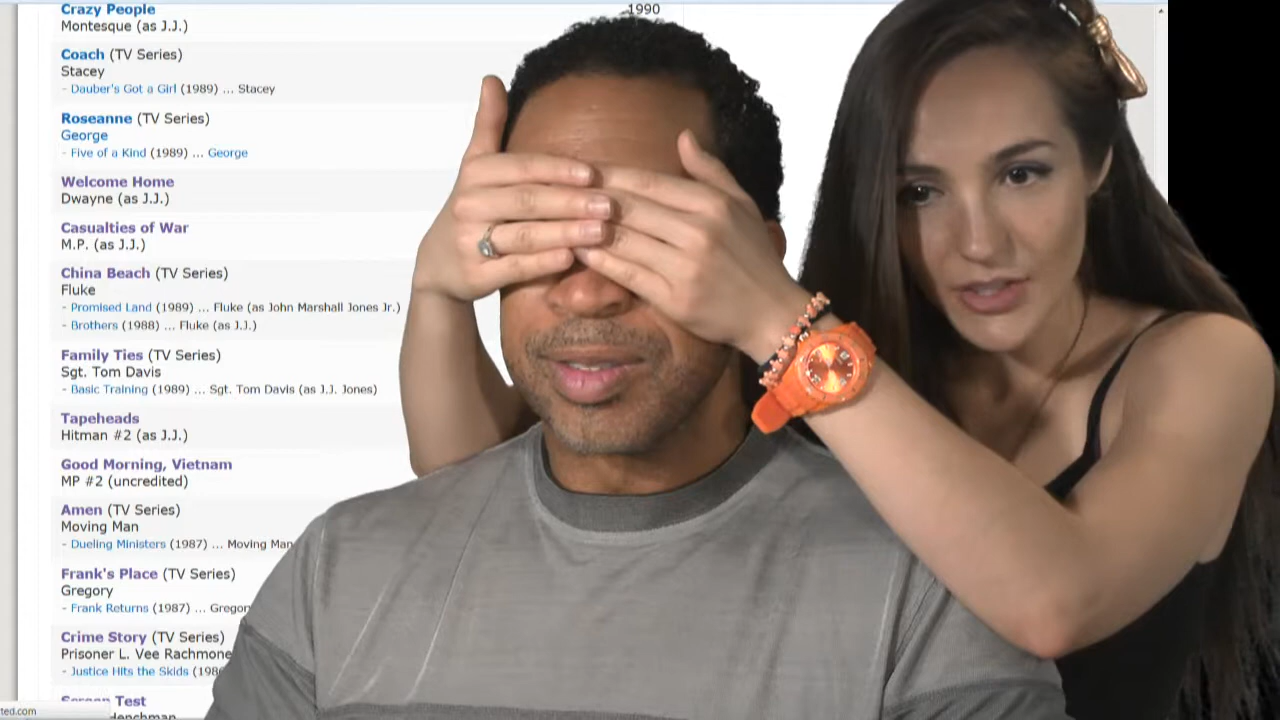 Crazy People
1990
Montesque (as J.J.)
Coach (TV Series)
Stacey
- Dauber's Got a Girl (1989) ... Stacey
Roseanne (TV Series)
George
- Five of a Kind (1989) ... George
Welcome Home
Dwayne (as J.J.)
Casualties of War
M.P. (as J.J.)
China Beach (TV Series)
Fluke
- Promised Land (1989) ... Fluke (as John Marshall Jones Jr.)
- Brothers (1988) ... Fluke (as J.J.)
Family Ties (TV Series)
Sgt. Tom Davis
- Basic Training (1989) ... Sgt. Tom Davis (as J.J. Jones)
Tapeheads
Hitman #2 (as J.J.)
Good Morning, Vietnam
MP #2 (uncredited)
Amen (TV Series)
Moving Man
- Dueling Ministers (1987) ... Moving Man
Frank's Place (TV Series)
Gregory
- Frank Returns (1987) ... Gregor
Crime Story (TV Series)
Prisoner L. Vee Rachmone
- Justice Hits the Skids (198
Screen Test
ted.com